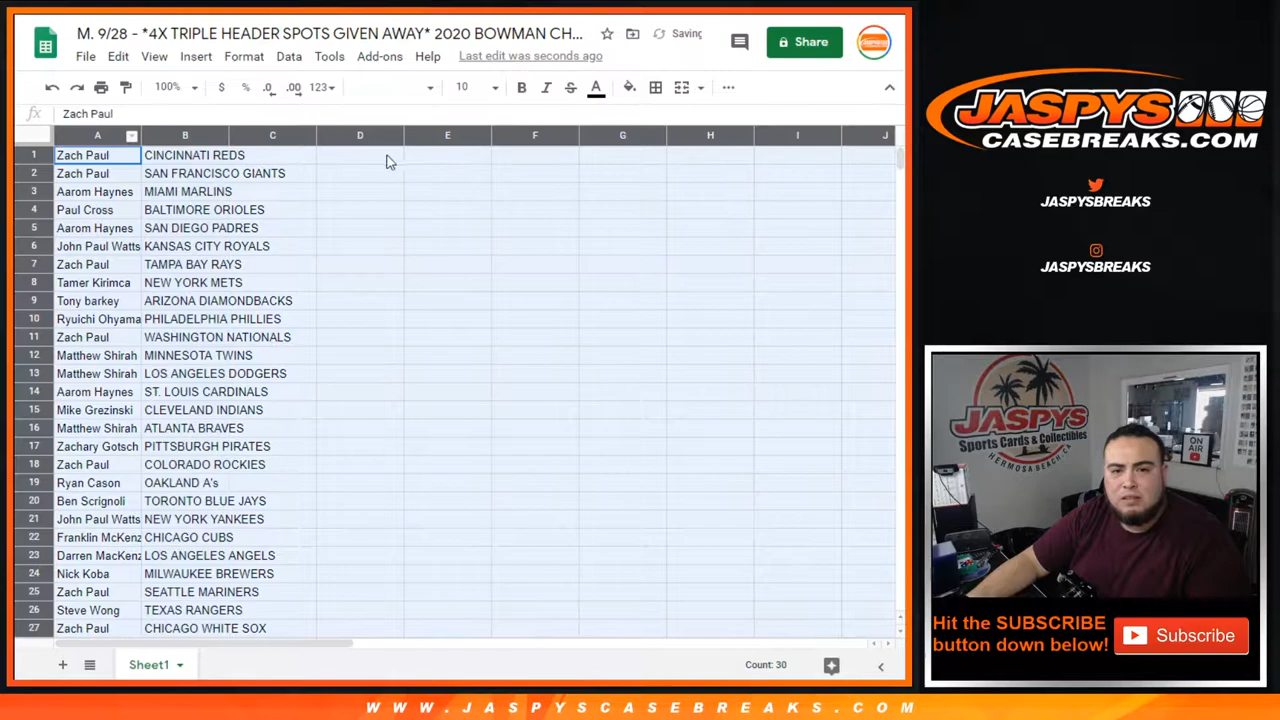 M. 9/28 - *4X TRIPLE HEADER SPOTS GIVEN AWAY* 2020 BOWMAN CH...
Saving
Share
File Edit View Insert Format Data Tools Add-ons Help Last edit was seconds ago
100% $ % .0 .00 123 10 B I S A ...
fx Zach Paul
A B C D E F G H I J
1 Zach Paul CINCINNATI REDS
2 Zach Paul SAN FRANCISCO GIANTS
3 Aarom Haynes MIAMI MARLINS
4 Paul Cross BALTIMORE ORIOLES
5 Aarom Haynes SAN DIEGO PADRES
6 John Paul Watts KANSAS CITY ROYALS
7 Zach Paul TAMPA BAY RAYS
8 Tamer Kirimca NEW YORK METS
9 Tony barkey ARIZONA DIAMONDBACKS
10 Ryuichi Ohyama PHILADELPHIA PHILLIES
11 Zach Paul WASHINGTON NATIONALS
12 Matthew Shirah MINNESOTA TWINS
13 Matthew Shirah LOS ANGELES DODGERS
14 Aarom Haynes ST. LOUIS CARDINALS
15 Mike Grezinski CLEVELAND INDIANS
16 Matthew Shirah ATLANTA BRAVES
17 Zachary Gotsch PITTSBURGH PIRATES
18 Zach Paul COLORADO ROCKIES
19 Ryan Cason OAKLAND A's
20 Ben Scrignoli TORONTO BLUE JAYS
21 John Paul Watts NEW YORK YANKEES
22 Franklin McKenz CHICAGO CUBS
23 Darren MacKenz LOS ANGELES ANGELS
24 Nick Koba MILWAUKEE BREWERS
25 Zach Paul SEATTLE MARINERS
26 Steve Wong TEXAS RANGERS
27 Zach Paul CHICAGO WHITE SOX
Sheet1
Count: 30
JASPYS
CASEBREAKS.COM
JASPYSBREAKS
JASPYSBREAKS
JASPYS
Sports Cards & Collectibles
HERMOSA BEACH, CA
ON AIR
Hit the SUBSCRIBE
button down below!
Subscribe
WWW.JASPYSCASEBREAKS.COM